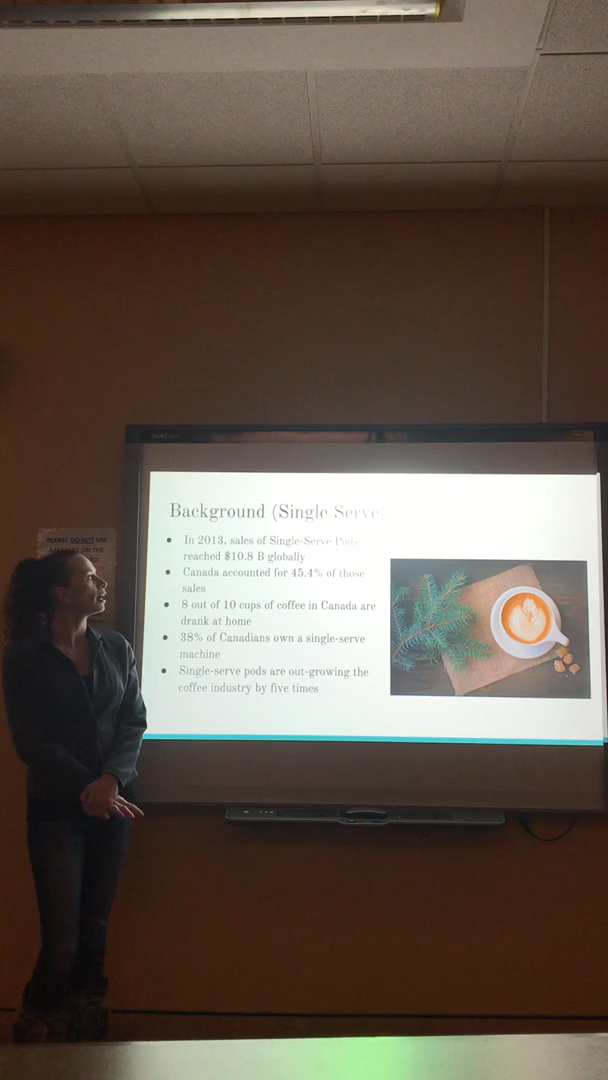 Background (Single Serve
In 2013, sales of Single-Serve Pods
reached $10.8 B globally
Canada accounted for 45.4% of those
sales
8 out of 10 cups of coffee in Canada are
drank at home
38% of Canadians own a single-serve
machine
Single-serve pods are out-growing the
coffee industry by five times
PLEASE DO NOT USE
ON THE